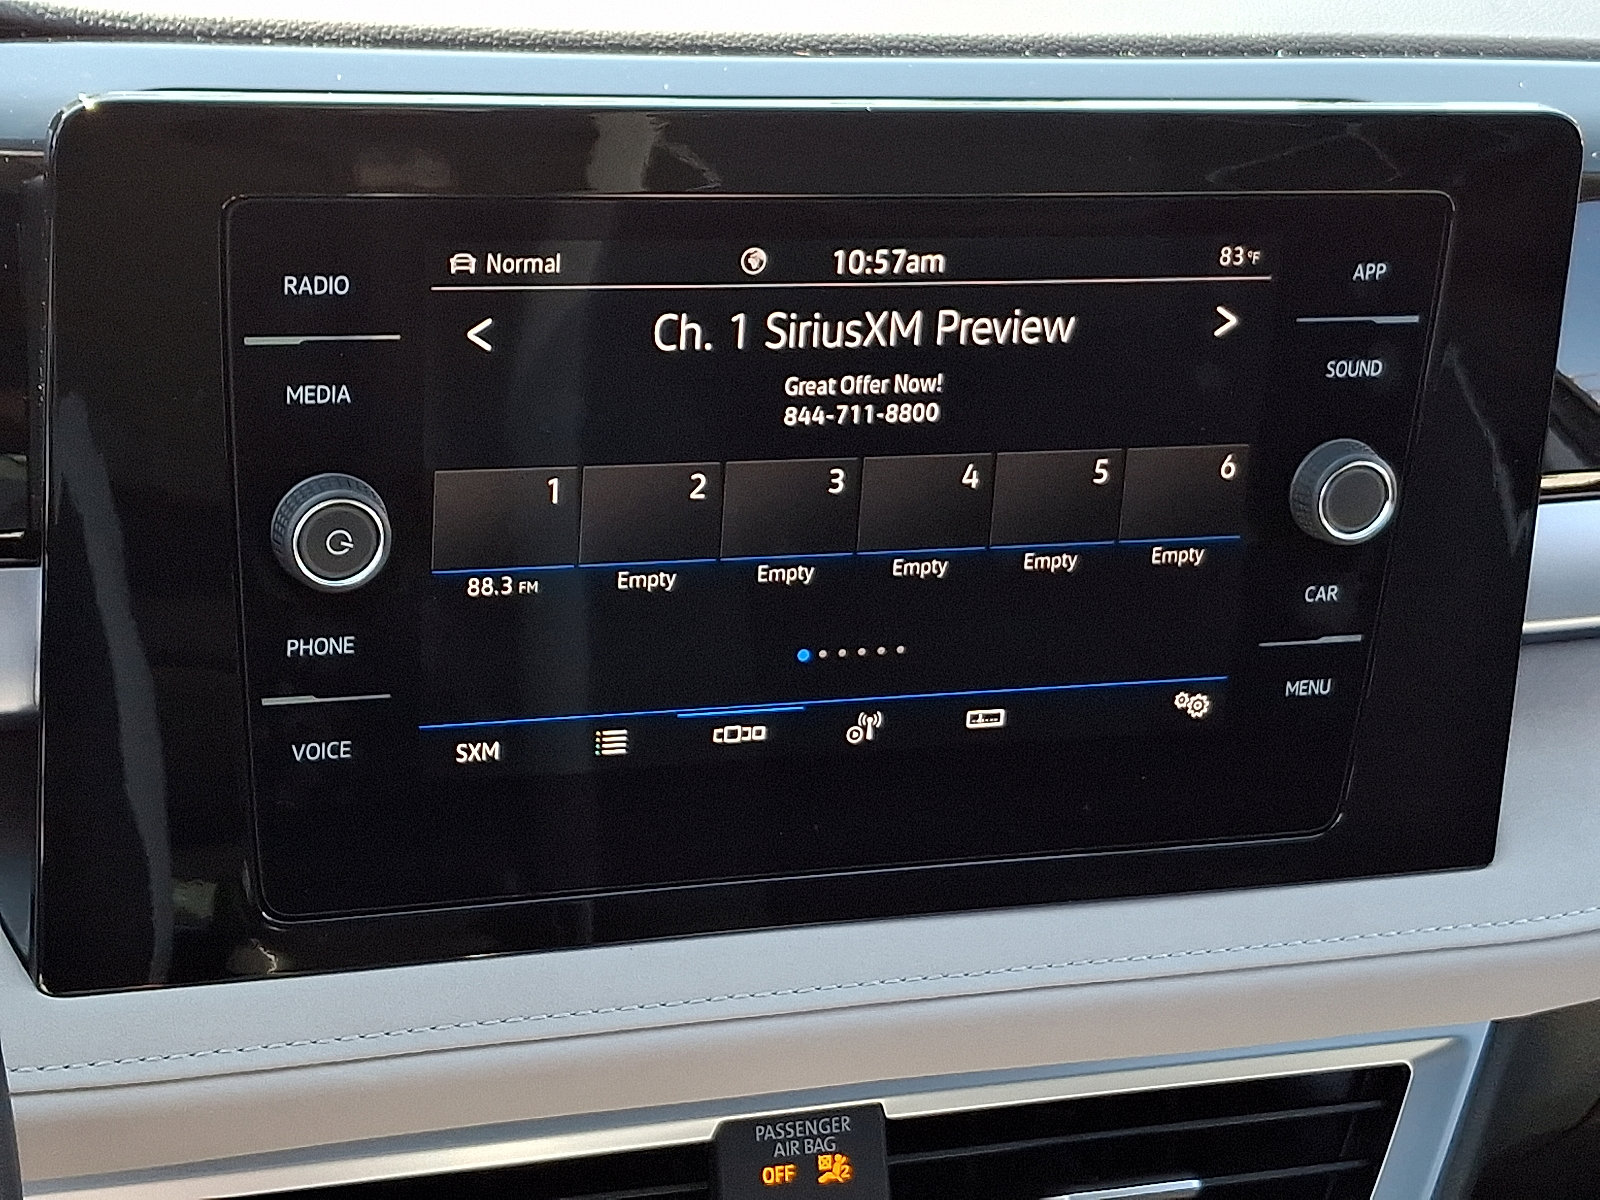 RADIO
MEDIA
PHONE
VOICE
Normal
10:57am
83°F
Ch. 1 SiriusXM Preview
Great Offer Now!
844-711-8800
1 2 3 4 5 6
88.3 FM Empty Empty Empty Empty Empty
SXM
APP
SOUND
CAR
MENU
PASSENGER
AIR BAG
OFF 2